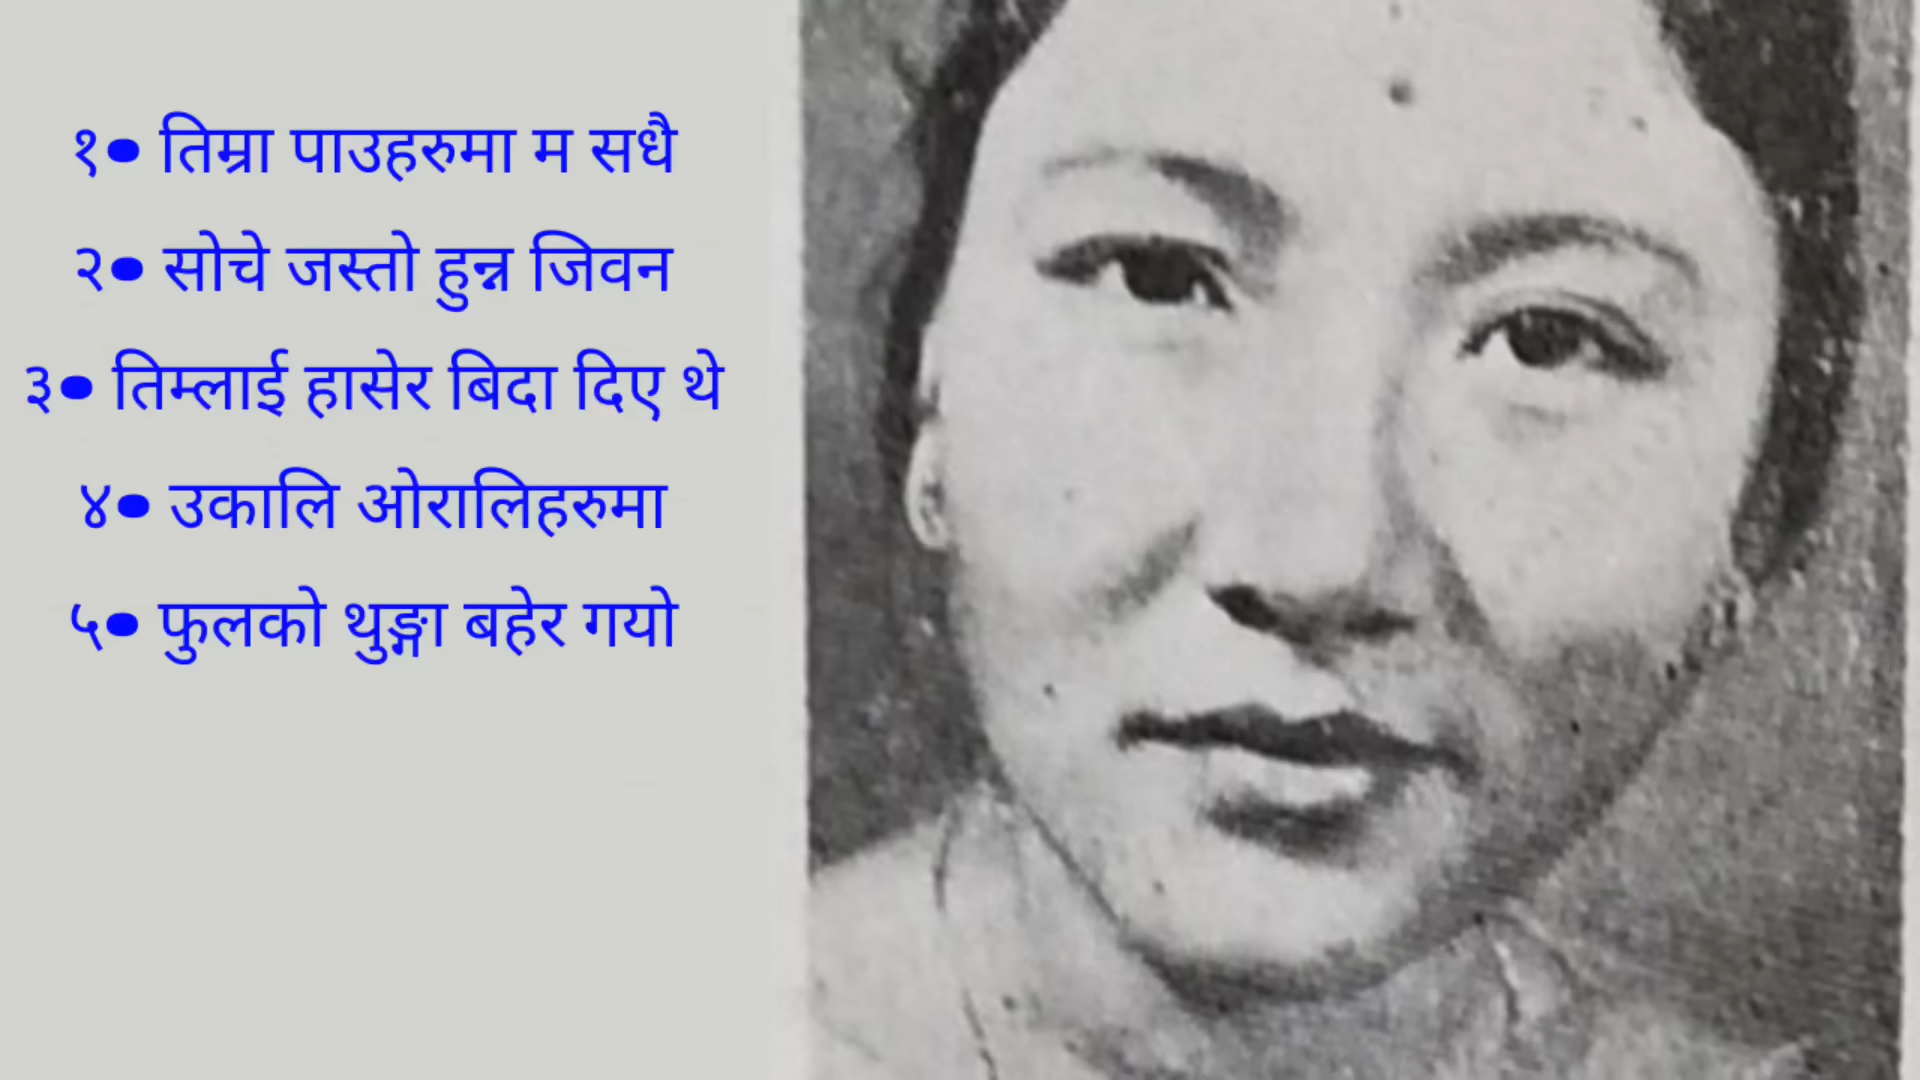 १• तिम्रा पाउहरुमा म सधै
२• सोचे जस्तो हुन्न जिवन
३• तिम्लाई हासेर बिदा दिए थे
४• उकालि ओरालिहरुमा
५• फुलको थुङ्गा बहेर गयो